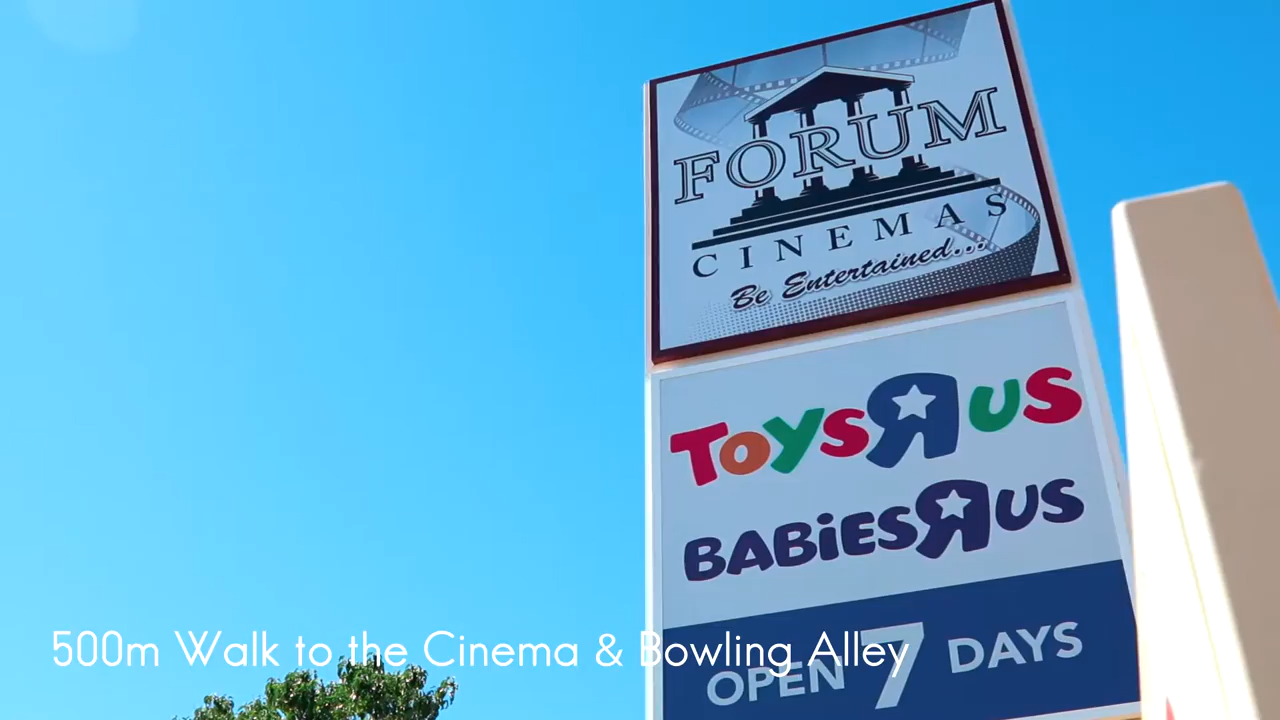 FORUM
CINEMAS
Be Entertained...
TOYS R US
BABIES R US
OPEN 7 DAYS
500m Walk to the Cinema & Bowling Alley